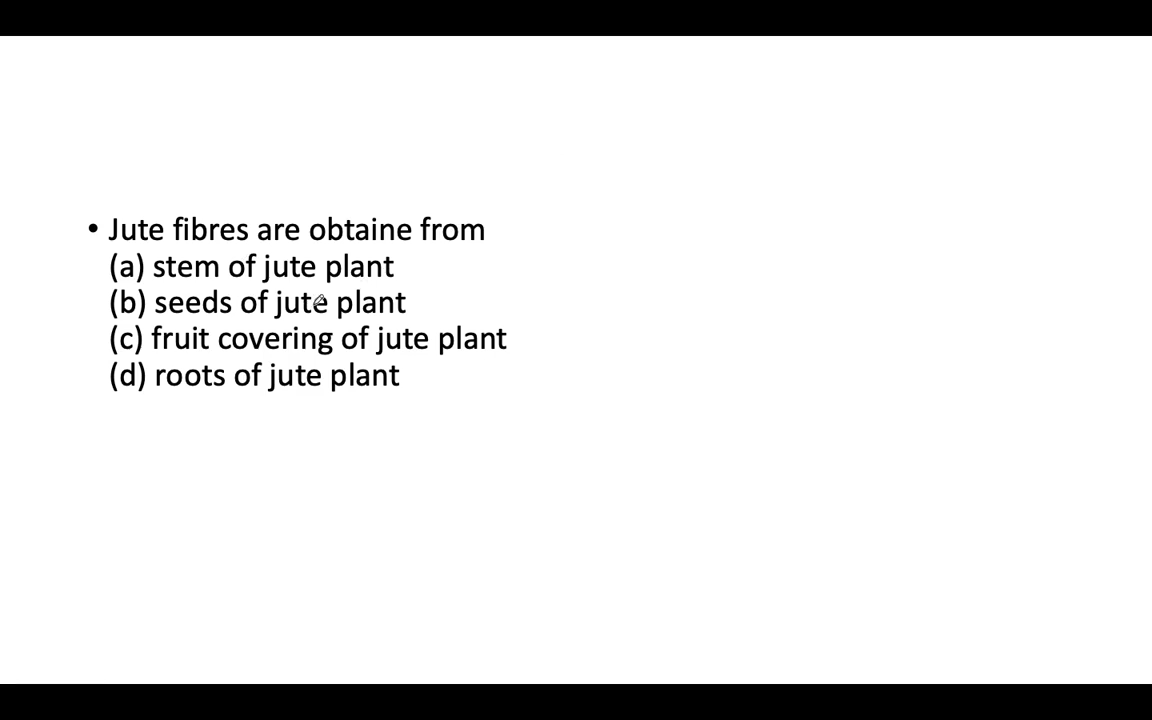 • Jute fibres are obtaine from
(a) stem of jute plant
(b) seeds of jute plant
(c) fruit covering of jute plant
(d) roots of jute plant